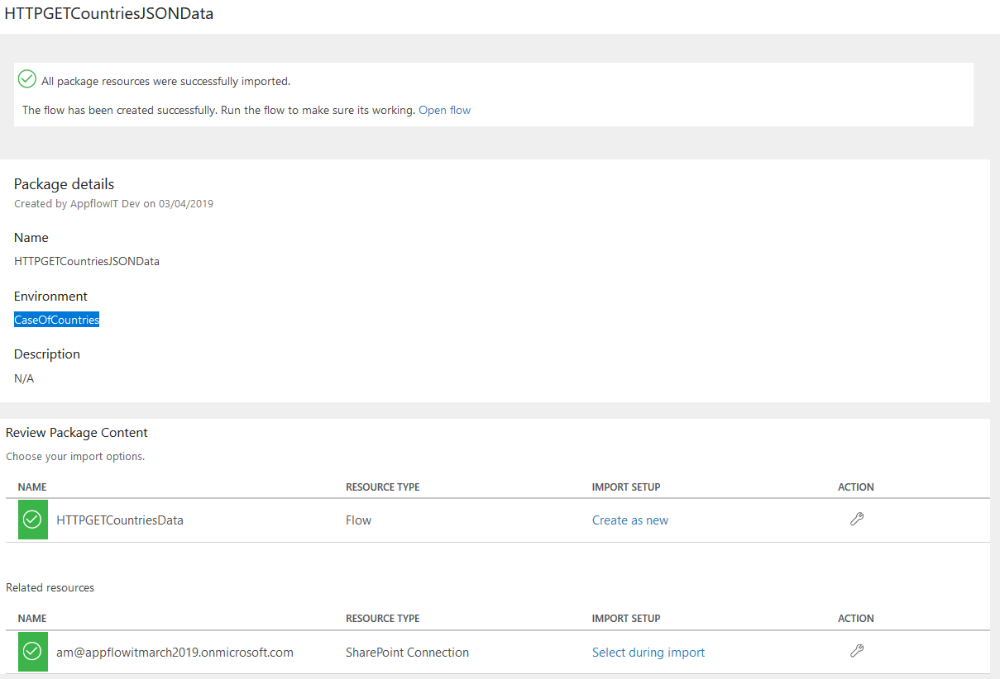 HTTPGETCountriesJSONData
All package resources were successfully imported.
The flow has been created successfully. Run the flow to make sure its working. Open flow
Package details
Created by AppflowIT Dev on 03/04/2019
Name
HTTPGETCountriesJSONData
Environment
CaseOfCountries
Description
N/A
Review Package Content
Choose your import options.
NAME RESOURCE TYPE IMPORT SETUP ACTION
HTTPGETCountriesData Flow Create as new
Related resources
NAME RESOURCE TYPE IMPORT SETUP ACTION
am@appflowitmarch2019.onmicrosoft.com SharePoint Connection Select during import